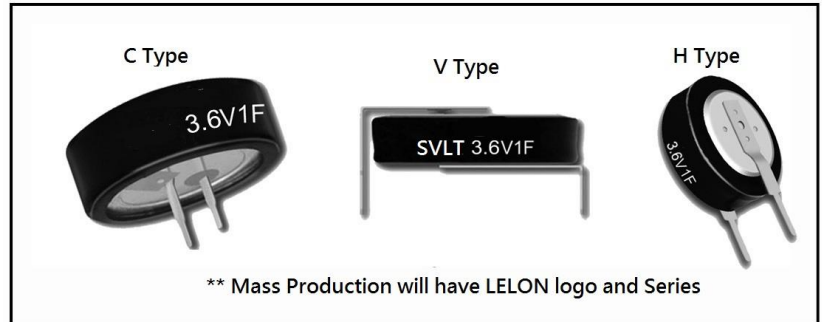 C Type
V Type
H Type
3.6V1F
SVLT 3.6V1F
3.6V1F
** Mass Production will have LELON logo and Series